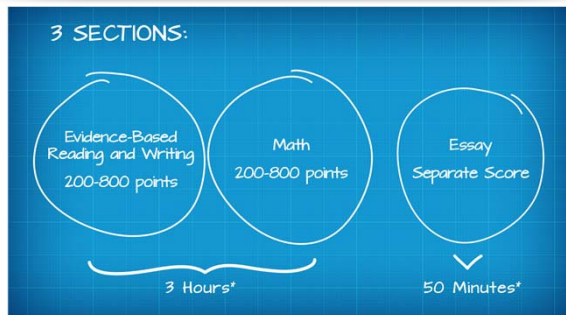 3 SECTIONS:
Evidence-Based
Reading and Writing
200-800 points
Math
200-800 points
Essay
Separate Score
3 Hours*
50 Minutes*